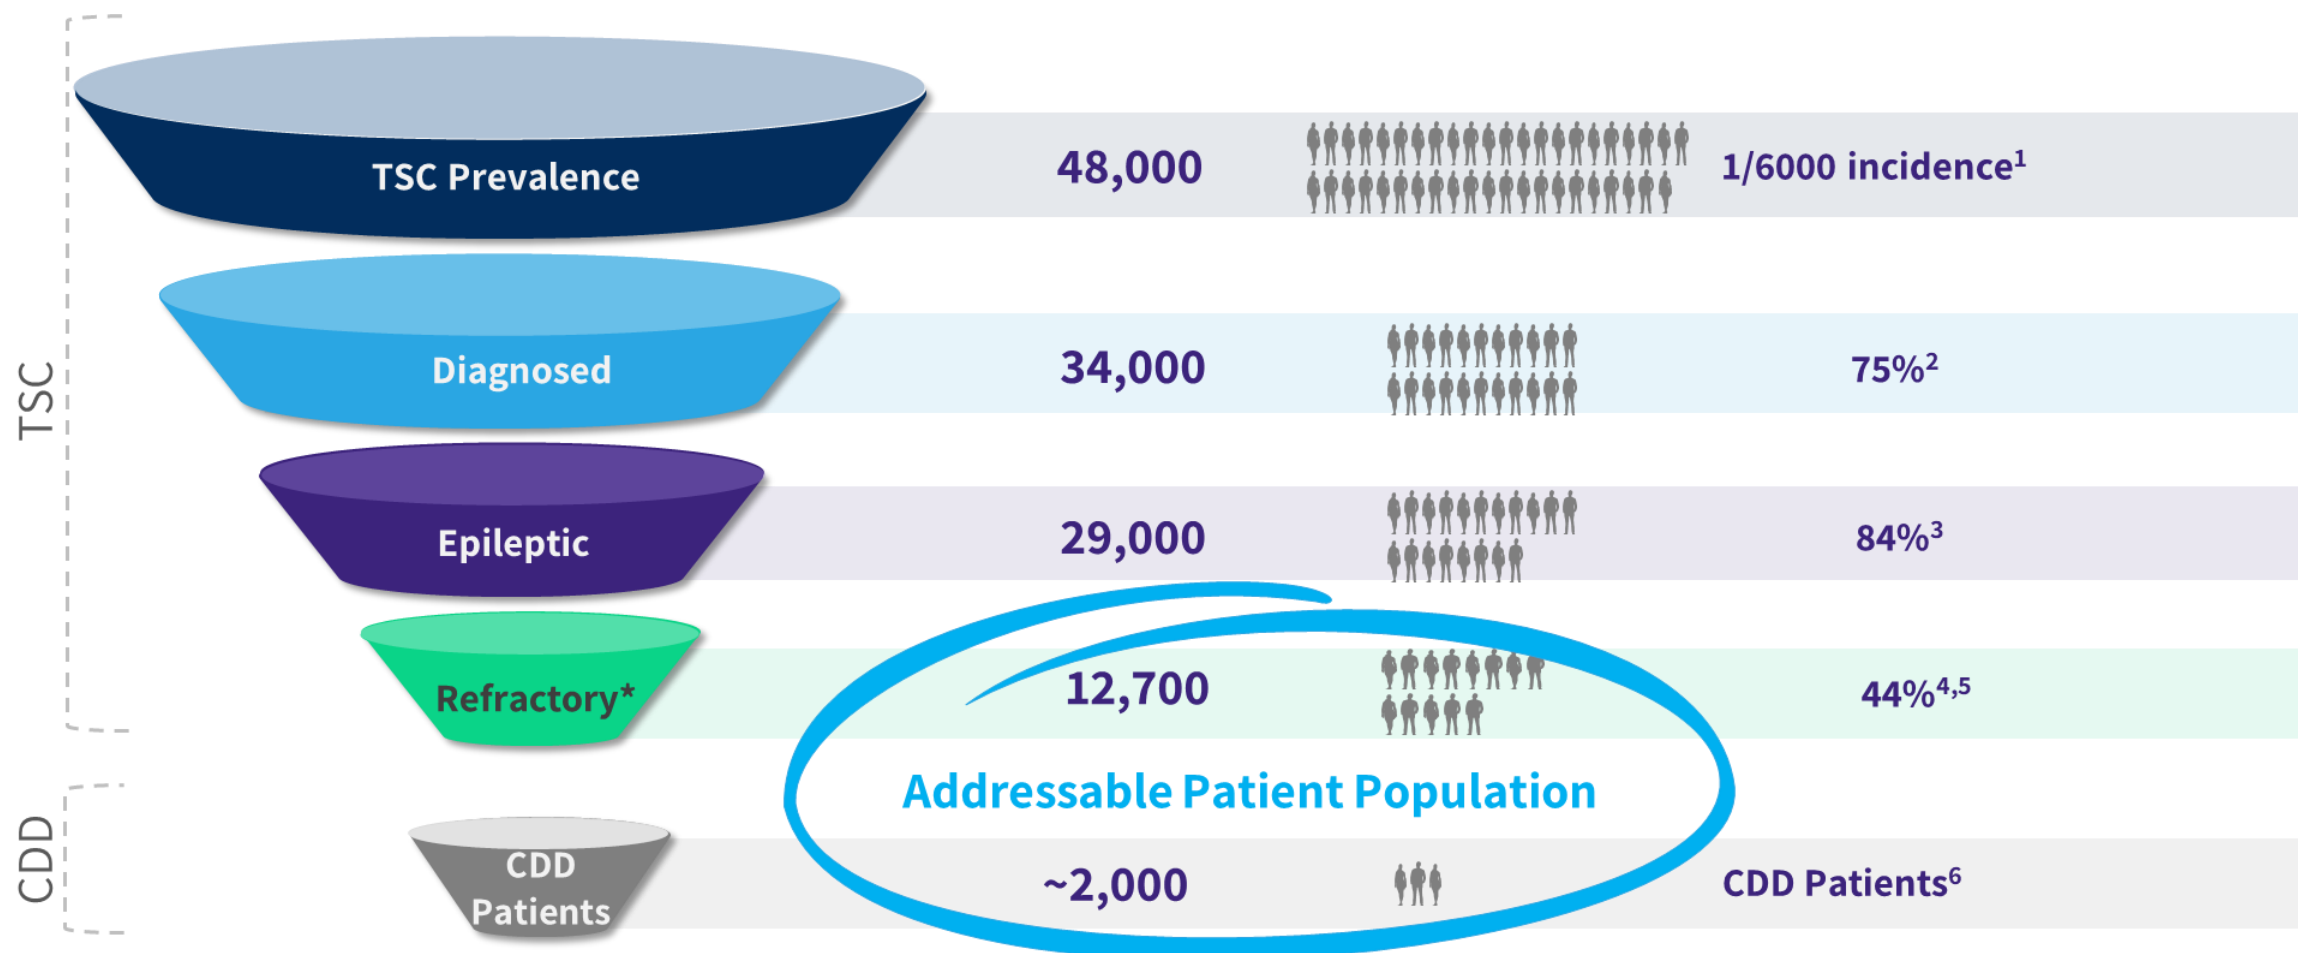 TSC
TSC Prevalence
48,000
1/6000 incidence¹
Diagnosed
34,000
75%²
Epileptic
29,000
84%³
Refractory*
12,700
44%⁴,⁵
Addressable Patient Population
CDD
CDD
Patients
~2,000
CDD Patients⁶